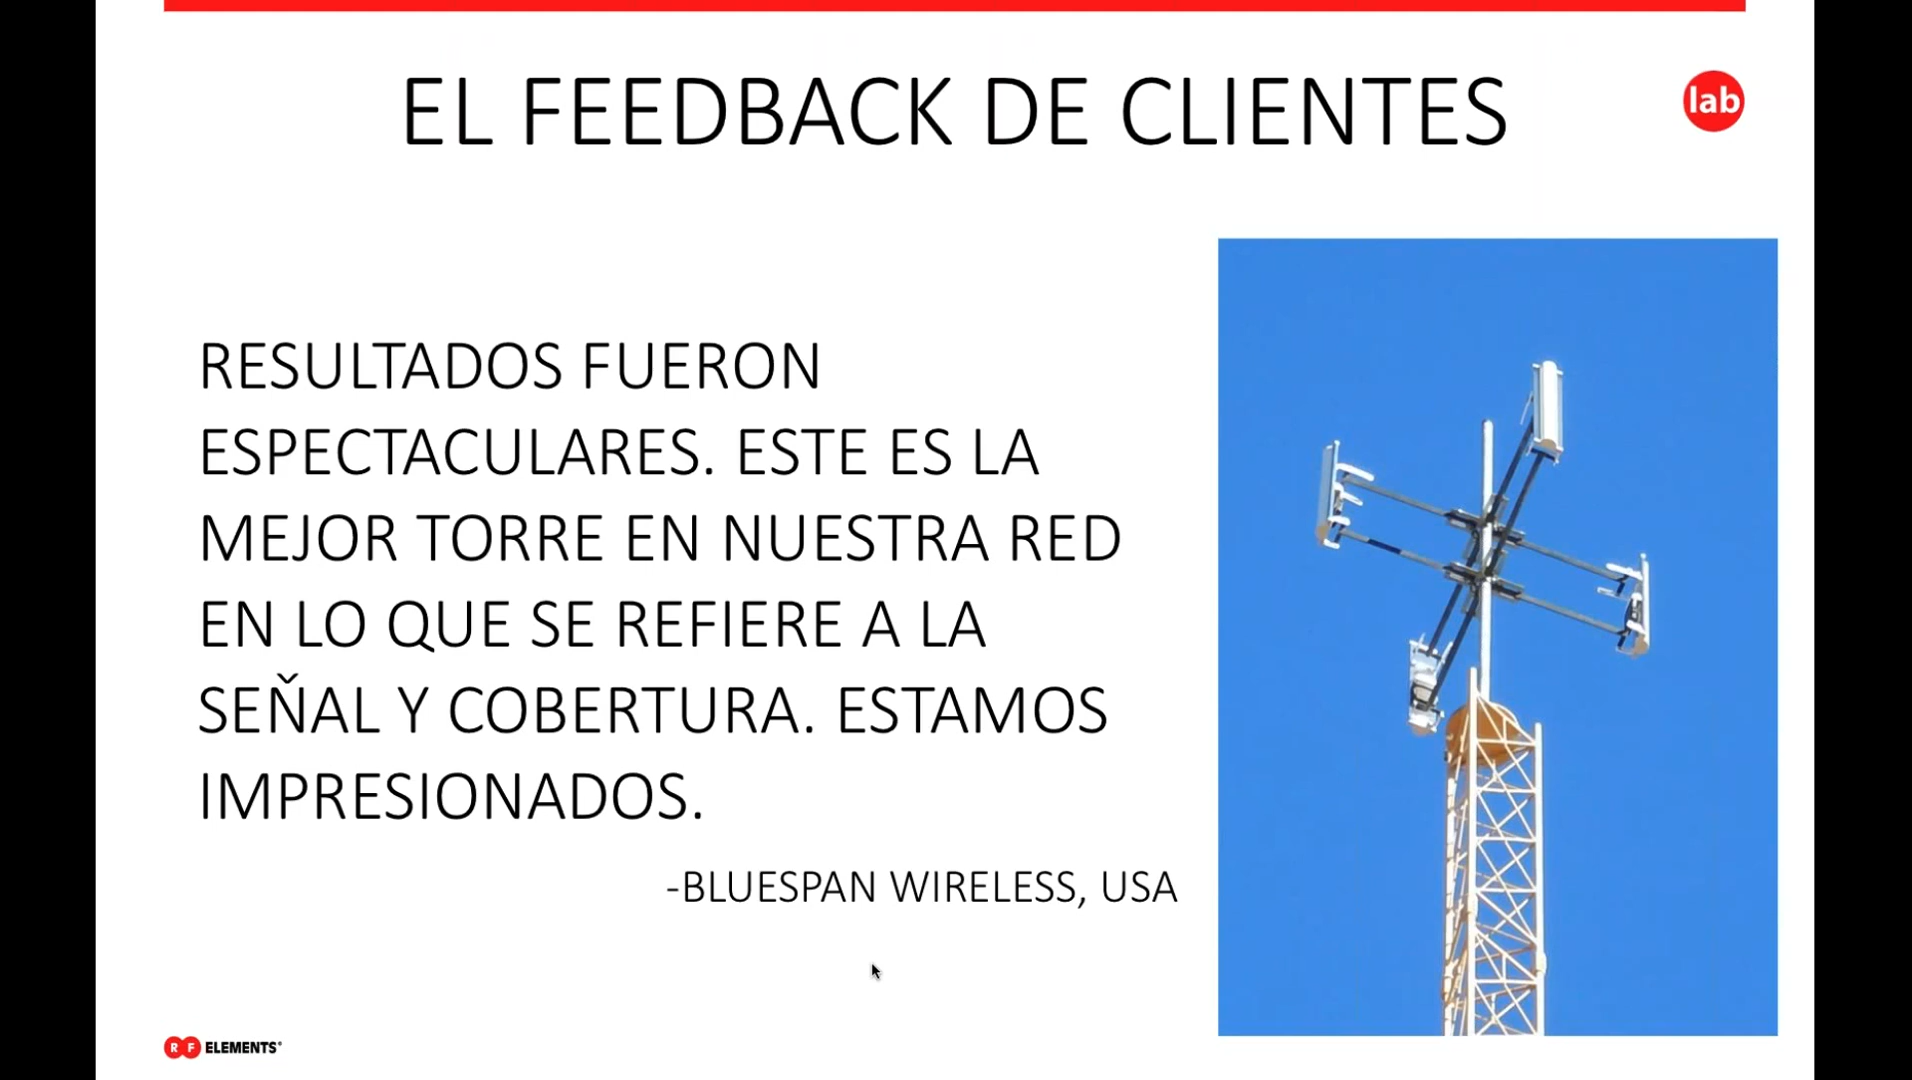 EL FEEDBACK DE CLIENTES
lab
RESULTADOS FUERON
ESPECTACULARES. ESTE ES LA
MEJOR TORRE EN NUESTRA RED
EN LO QUE SE REFIERE A LA
SEŇAL Y COBERTURA. ESTAMOS
IMPRESIONADOS.
-BLUESPAN WIRELESS, USA
RF ELEMENTS®